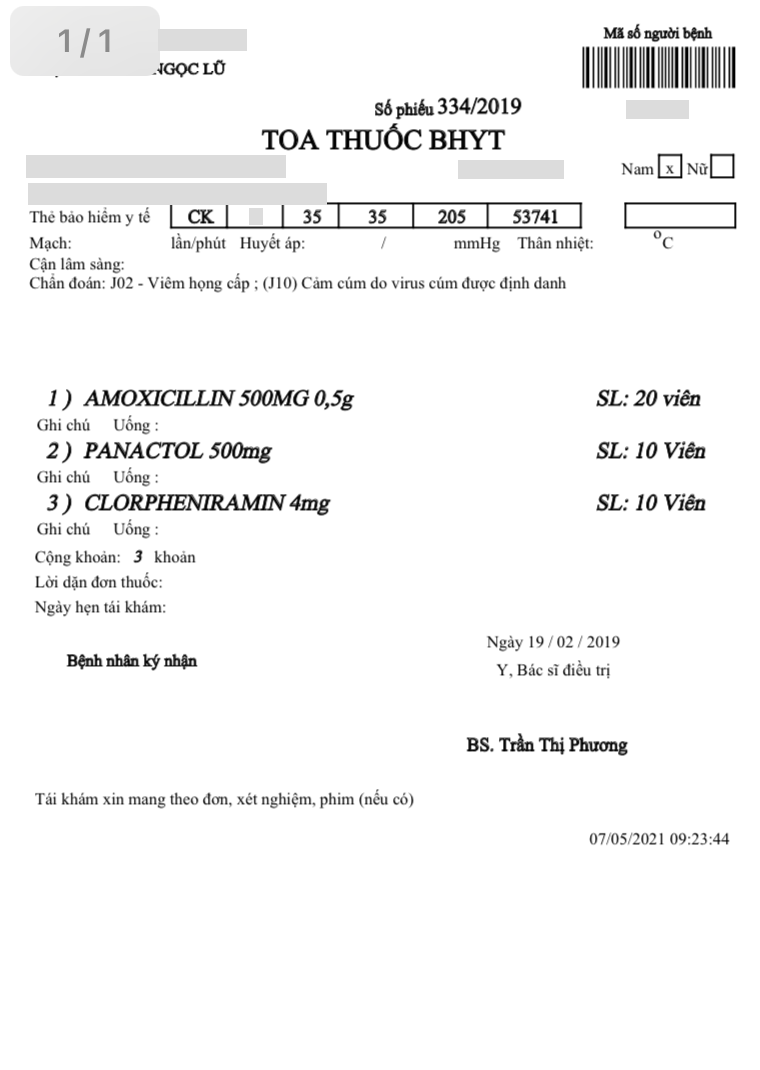 1/1
Mã số người bệnh
NGỌC LŨ
Số phiếu 334/2019
TOA THUỐC BHYT
Nam x Nữ
Thẻ bảo hiểm y tế CK 35 35 205 53741
Mạch: lần/phút Huyết áp: / mmHg Thân nhiệt: °C
Cận lâm sàng:
Chẩn đoán: J02 - Viêm họng cấp ; (J10) Cảm cúm do virus cúm được định danh
1 ) AMOXICILLIN 500MG 0,5g SL: 20 viên
Ghi chú Uống :
2 ) PANACTOL 500mg SL: 10 Viên
Ghi chú Uống :
3 ) CLORPHENIRAMIN 4mg SL: 10 Viên
Ghi chú Uống :
Cộng khoản: 3 khoản
Lời dặn đơn thuốc:
Ngày hẹn tái khám:
Ngày 19 / 02 / 2019
Bệnh nhân ký nhận
Y, Bác sĩ điều trị
BS. Trần Thị Phương
Tái khám xin mang theo đơn, xét nghiệm, phim (nếu có)
07/05/2021 09:23:44